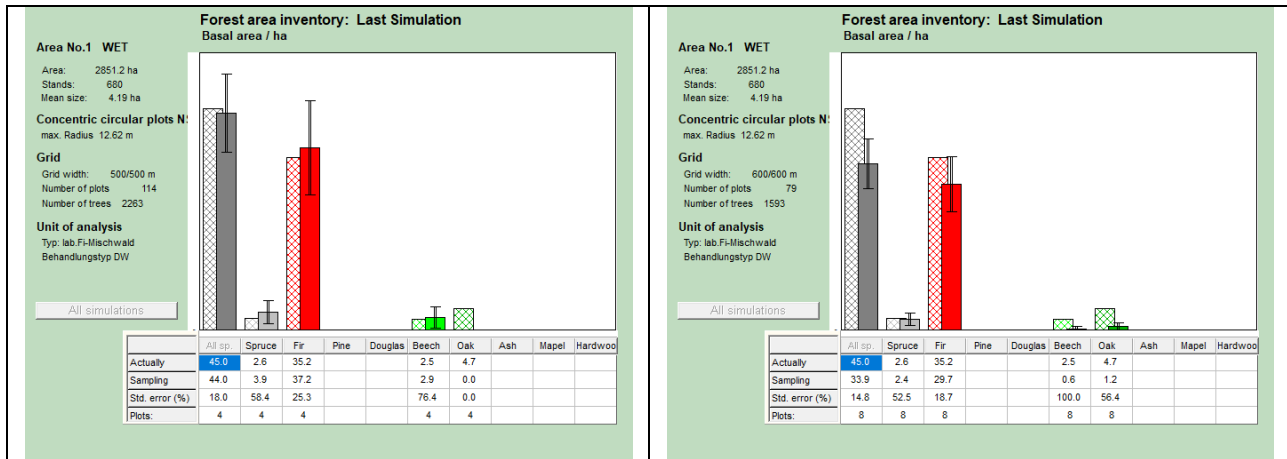 Forest area inventory: Last Simulation
Basal area / ha
Area No.1 WET
Area: 2851.2 ha
Stands: 680
Mean size: 4.19 ha
Concentric circular plots N
max. Radius 12.62 m
Grid
Grid width: 500/500 m
Number of plots 114
Number of trees 2263
Unit of analysis
Typ: lab.Fi-Mischwald
Behandlungstyp DW
All simulations
All sp. Spruce Fir Pine Douglas Beech Oak Ash Mapel Hardwoo
Actually 45.0 2.6 35.2 2.5 4.7
Sampling 44.0 3.9 37.2 2.9 0.0
Std. error (%) 18.0 58.4 25.3 76.4 0.0
Plots: 4 4 4 4 4
Forest area inventory: Last Simulation
Basal area / ha
Area No.1 WET
Area: 2851.2 ha
Stands: 680
Mean size: 4.19 ha
Concentric circular plots N
max. Radius 12.62 m
Grid
Grid width: 600/600 m
Number of plots 79
Number of trees 1593
Unit of analysis
Typ: lab.Fi-Mischwald
Behandlungstyp DW
All simulations
All sp. Spruce Fir Pine Douglas Beech Oak Ash Mapel Hardwoo
Actually 45.0 2.6 35.2 2.5 4.7
Sampling 33.9 2.4 29.7 0.6 1.2
Std. error (%) 14.8 52.5 18.7 100.0 56.4
Plots: 8 8 8 8 8